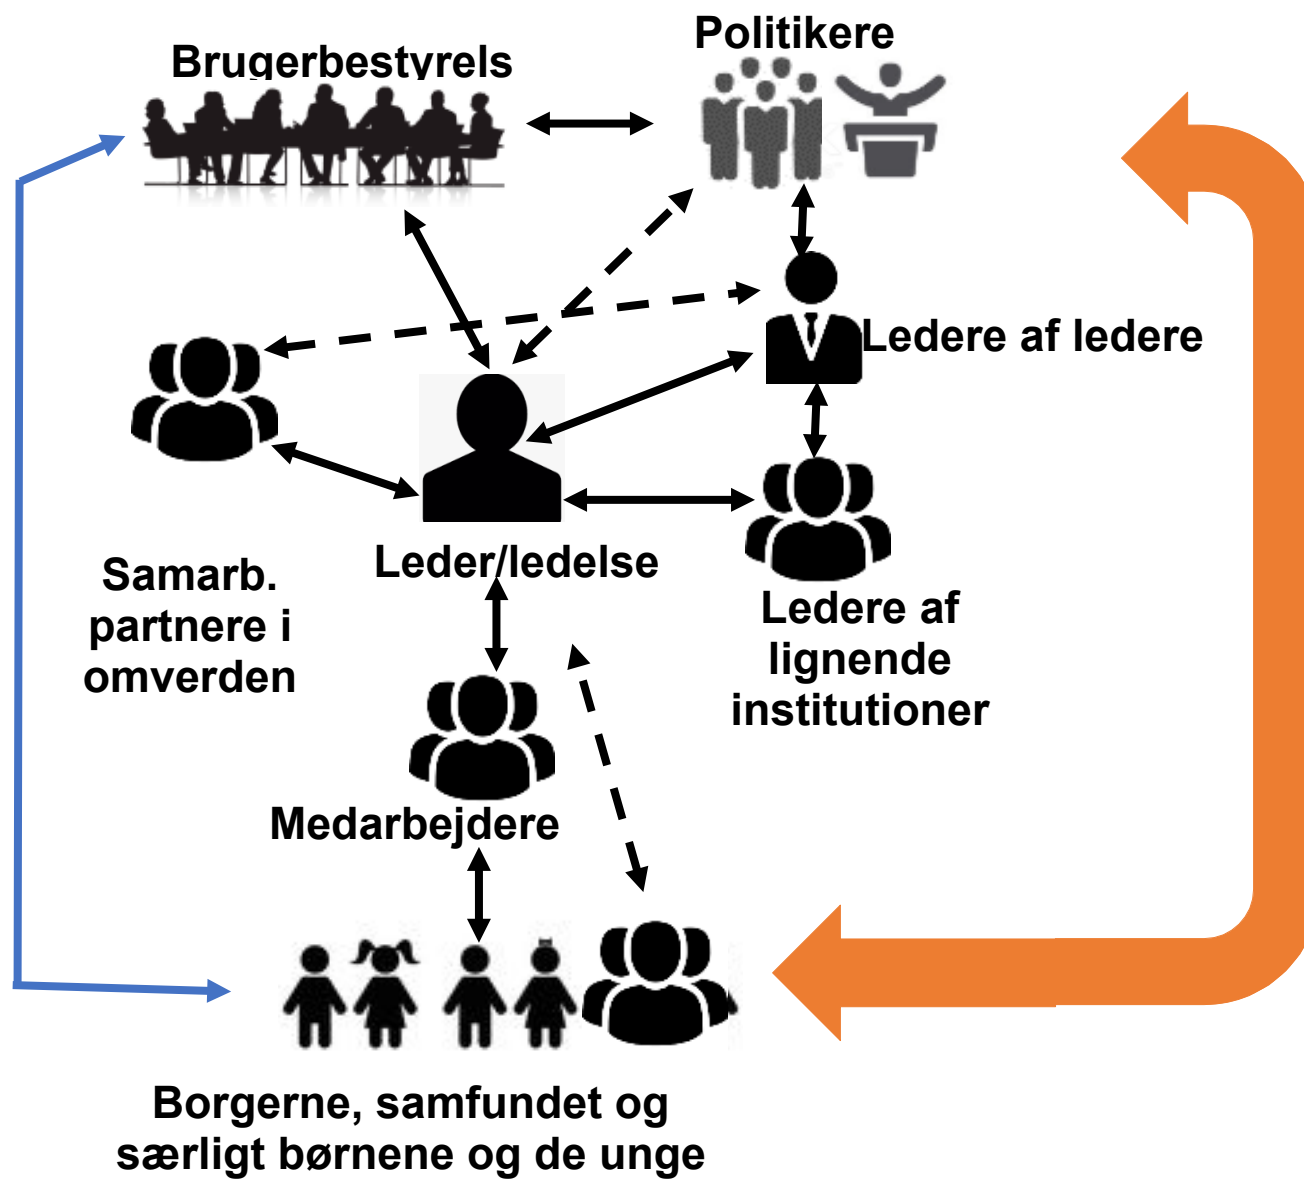 Politikere
Brugerbestyrels
Ledere af ledere
Leder/ledelse
Samarb.
partnere i
omverden
Ledere af
lignende
institutioner
Medarbejdere
Borgerne, samfundet og
særligt børnene og de unge